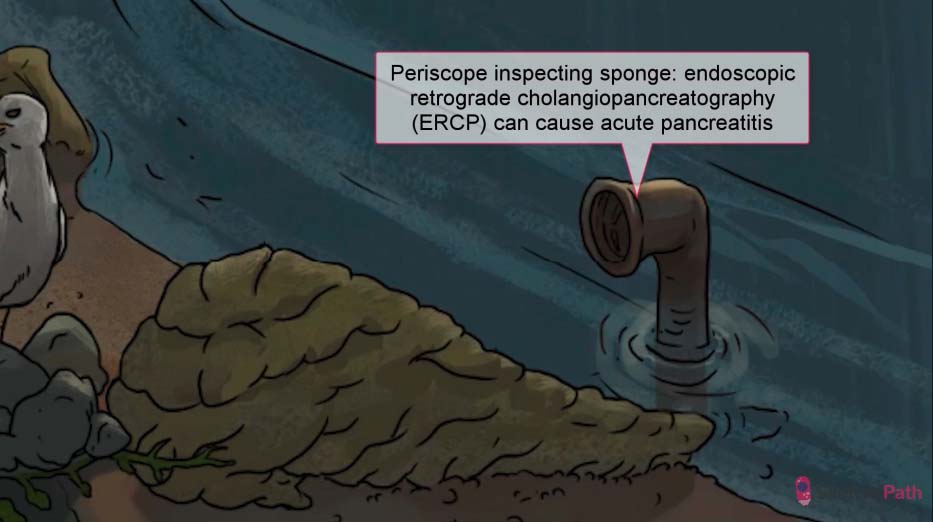 Periscope inspecting sponge: endoscopic
retrograde cholangiopancreatography
(ERCP) can cause acute pancreatitis
Path